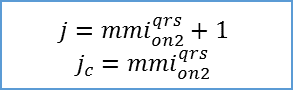 j = mmi_{on2}^{qrs} + 1
j_c = mmi_{on2}^{qrs}